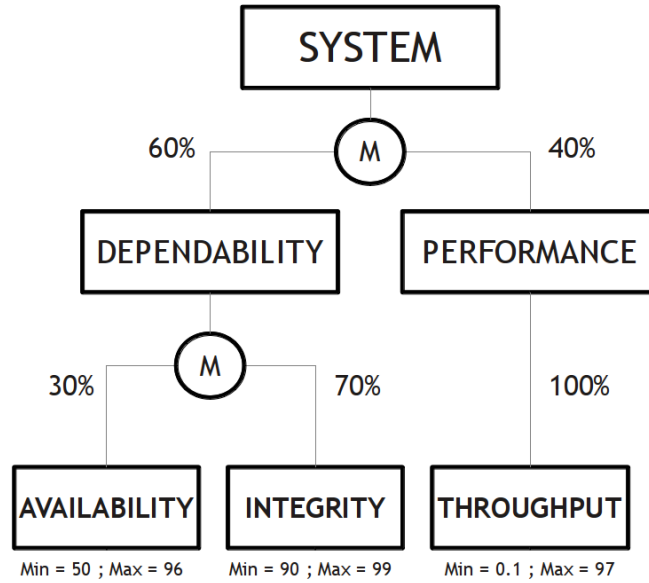 SYSTEM
60%
M
40%
DEPENDABILITY
PERFORMANCE
30%
M
70%
100%
AVAILABILITY
INTEGRITY
THROUGHPUT
Min = 50 ; Max = 96
Min = 90 ; Max = 99
Min = 0.1 ; Max = 97